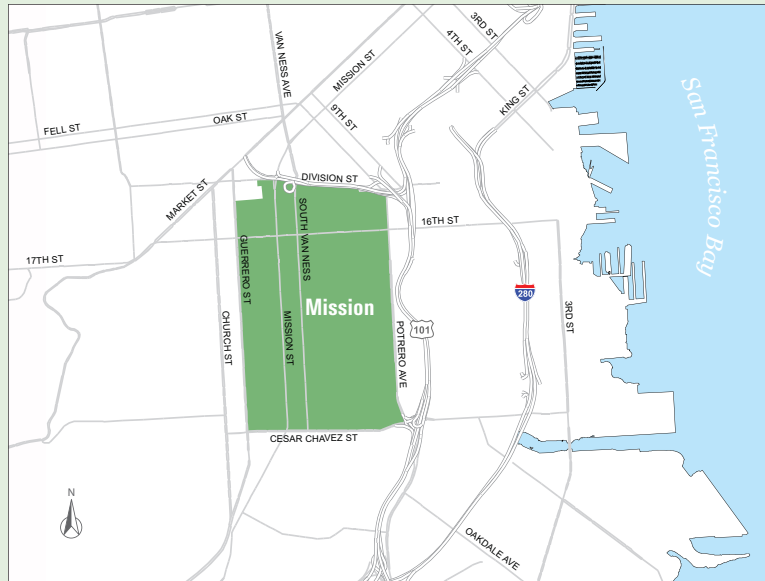 3RD ST
4TH ST
VAN NESS AVE
MISSION ST
KING ST
9TH ST
San Francisco Bay
OAK ST
FELL ST
DIVISION ST
MARKET ST
SOUTH VAN NESS
16TH ST
GUERRERO ST
17TH ST
280
Mission
3RD ST
CHURCH ST
MISSION ST
101
POTRERO AVE
CESAR CHAVEZ ST
N
OAKDALE AVE